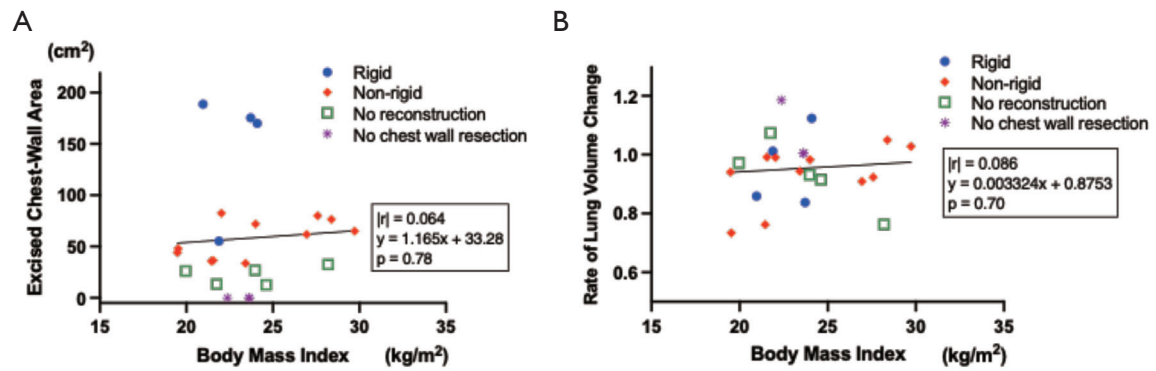 A
(cm²)
Excised Chest-Wall Area
200
150
100
50
0
15
20
25
30
35
Body Mass Index
(kg/m²)
Rigid
Non-rigid
No reconstruction
No chest wall resection
|r| = 0.064
y = 1.165x + 33.28
p = 0.78
B
Rate of Lung Volume Change
1.2
1.0
0.8
0.6
15
20
25
30
35
Body Mass Index
(kg/m²)
Rigid
Non-rigid
No reconstruction
No chest wall resection
|r| = 0.086
y = 0.003324x + 0.8753
p = 0.70